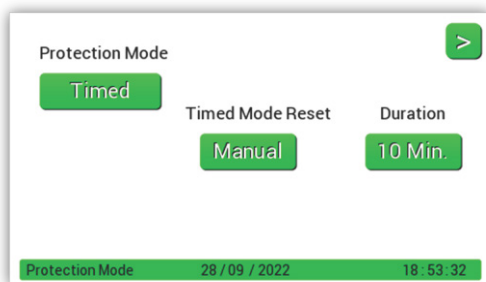 >
Protection Mode
Timed
Timed Mode Reset Duration
Manual 10 Min.
Protection Mode 28 / 09 / 2022 18 : 53 : 32